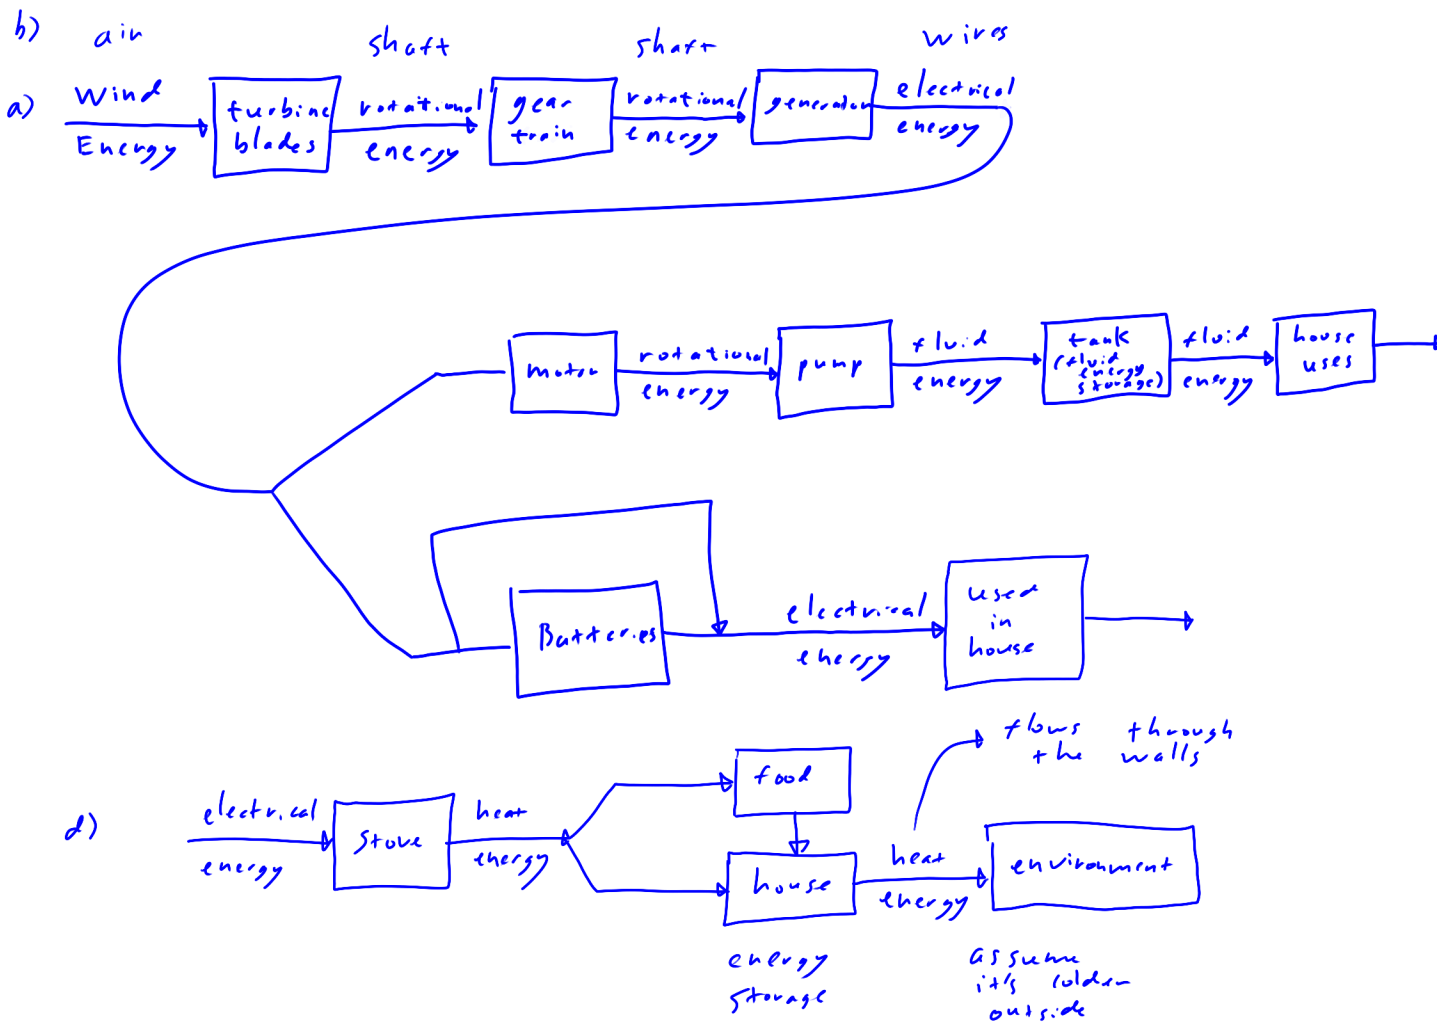 b) air shaft shaft wires
a) Wind Energy
turbine
blades
rotational
energy
gear
train
rotational
energy
generator
electrical
energy
motor
rotational
energy
pump
fluid
energy
tank
(fluid
energy
storage)
fluid
energy
house
uses
Batteries
electrical
energy
used
in
house
flows through
the walls
d) electrical
energy
stove
heat
energy
food
house
energy
storage
heat
energy
environment
assume
it's colder
outside